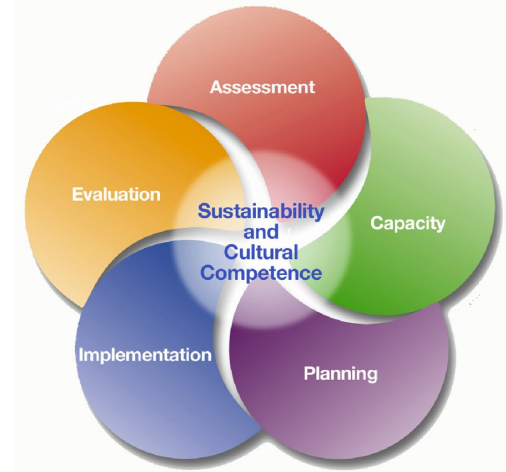 Assessment
Evaluation
Capacity
Sustainability
and
Cultural
Competence
Implementation
Planning